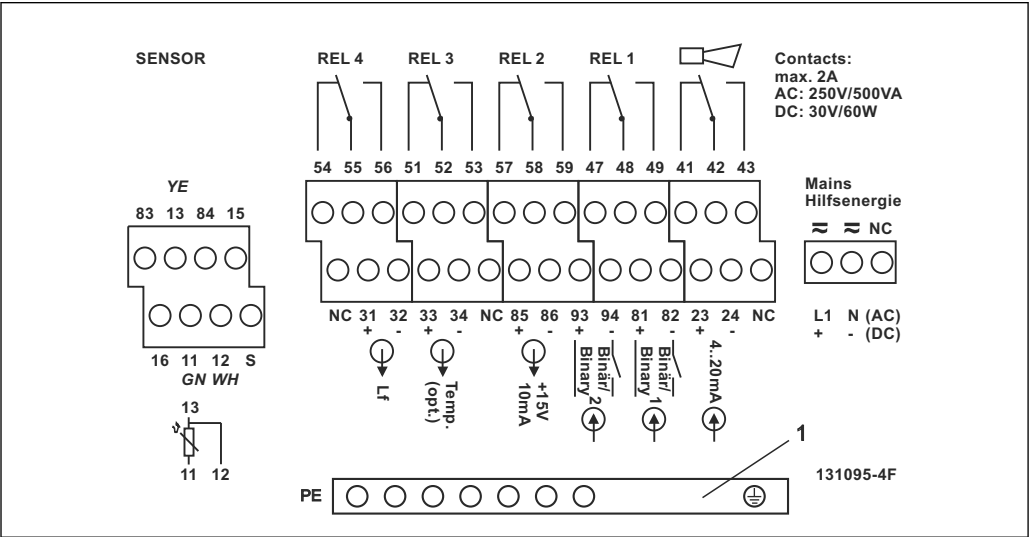 SENSOR
REL 4 REL 3 REL 2 REL 1
Contacts:
max. 2A
AC: 250V/500VA
DC: 30V/60W
54 55 56 51 52 53 57 58 59 47 48 49 41 42 43
YE
83 13 84 15
Mains
Hilfsenergie
≂ ≂ NC
NC 31 32 33 34 NC 85 86 93 94 81 82 23 24 NC
+ - + - + - + - + - + -
L1 N (AC)
+ - (DC)
16 11 12 S
GN WH
Lf
Temp.
(opt.)
+15V
10mA
Binär/
Binary 2
Binär/
Binary 1
4..20mA
13
11 12
1
131095-4F
PE